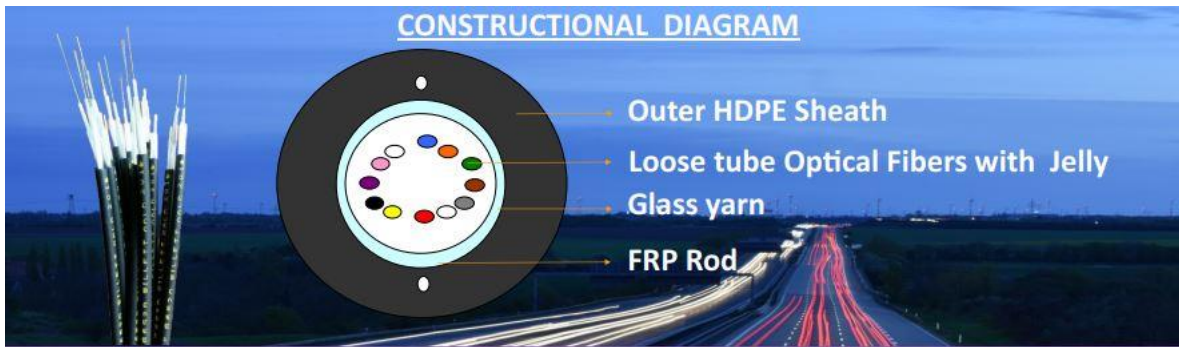 CONSTRUCTIONAL DIAGRAM
Outer HDPE Sheath
Loose tube Optical Fibers with Jelly
Glass yarn
FRP Rod